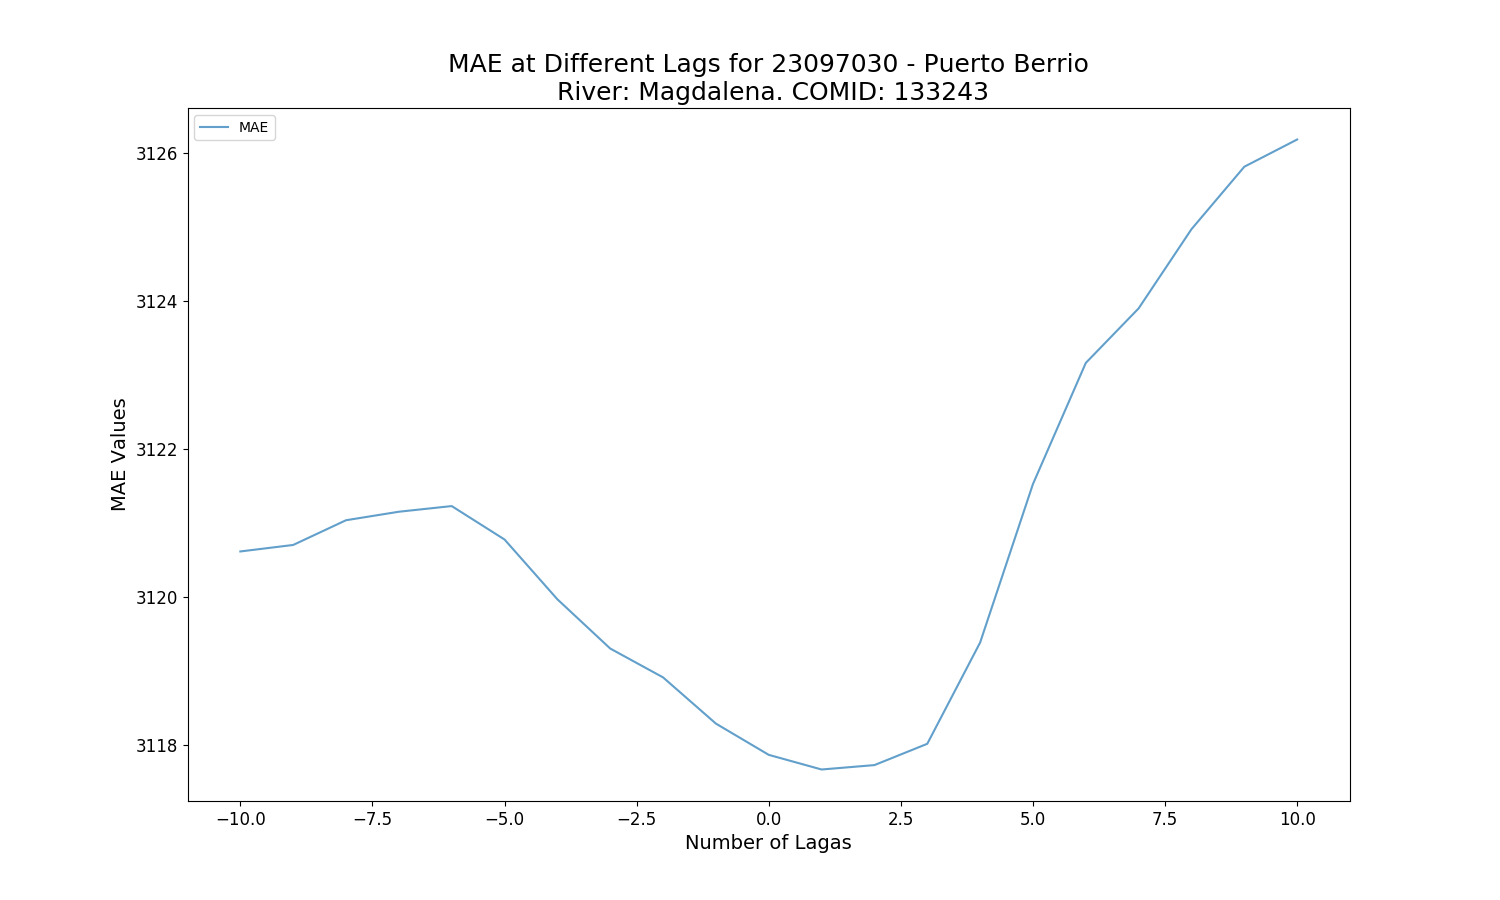 MAE at Different Lags for 23097030 - Puerto Berrio
River: Magdalena. COMID: 133243
MAE
3126
3124
3122
3120
3118
MAE Values
−10.0 −7.5 −5.0 −2.5 0.0 2.5 5.0 7.5 10.0
Number of Lagas